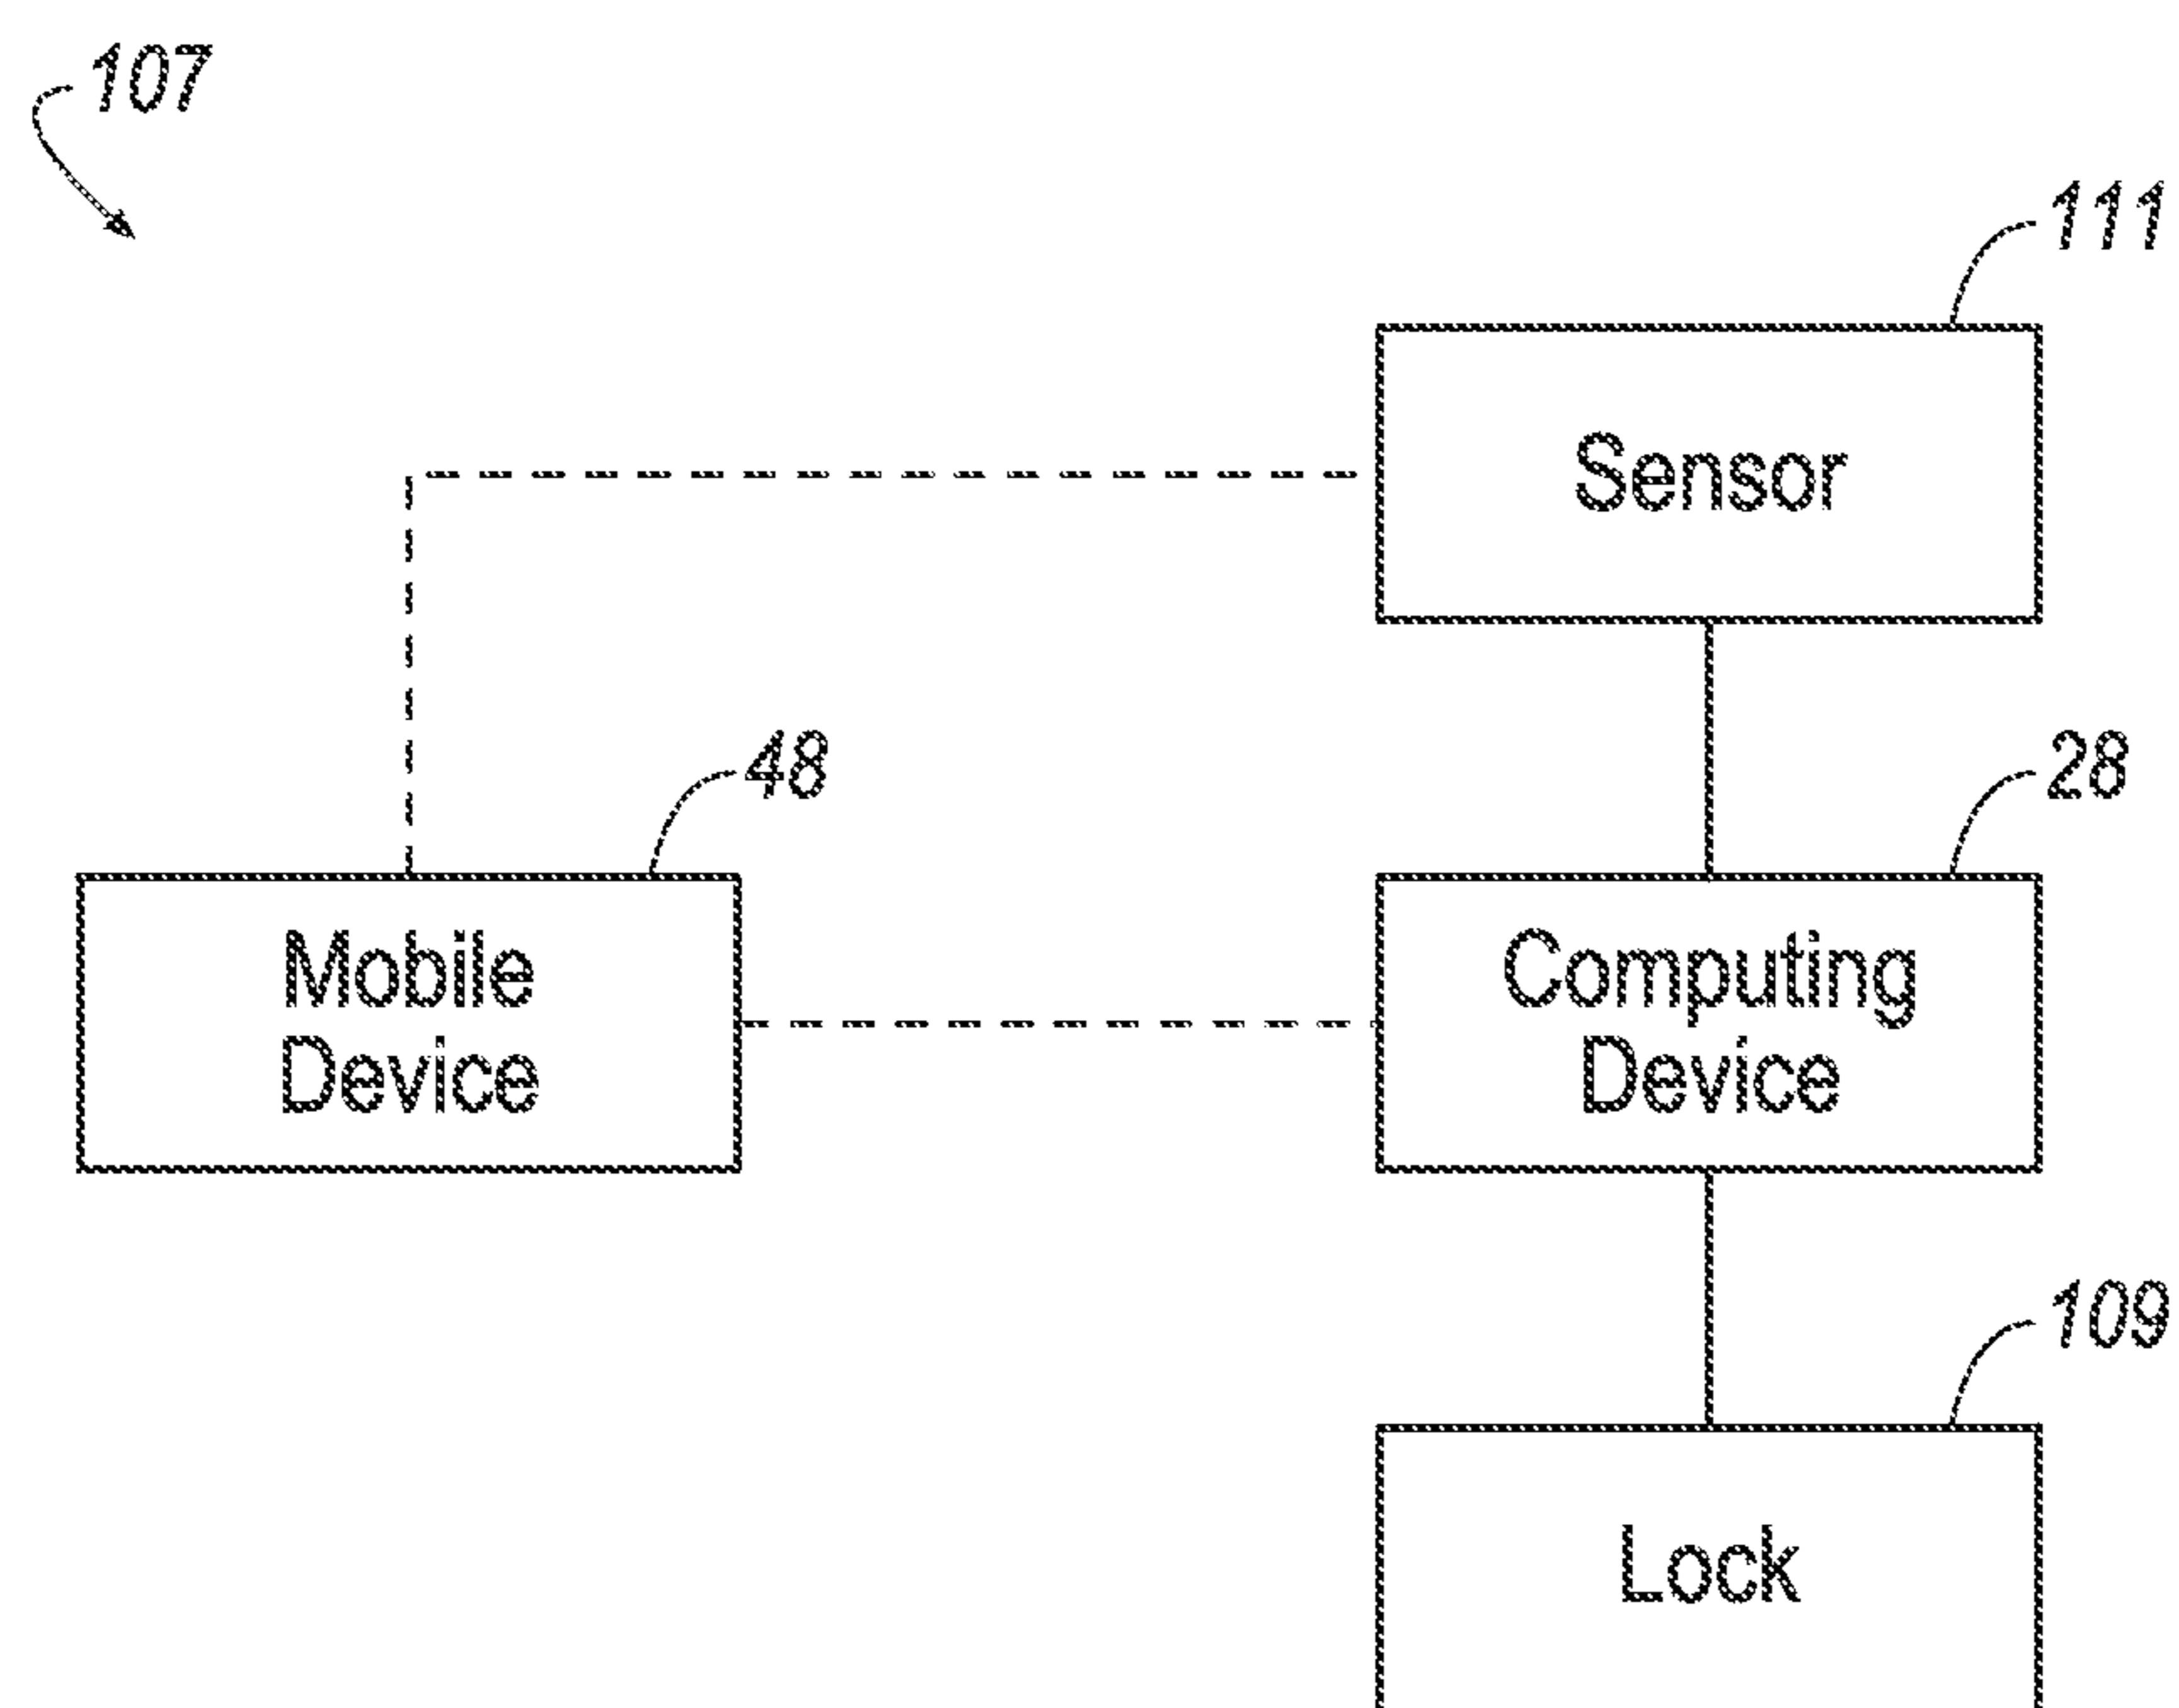 107
111
Sensor
48
28
Mobile
Device
Computing
Device
109
Lock